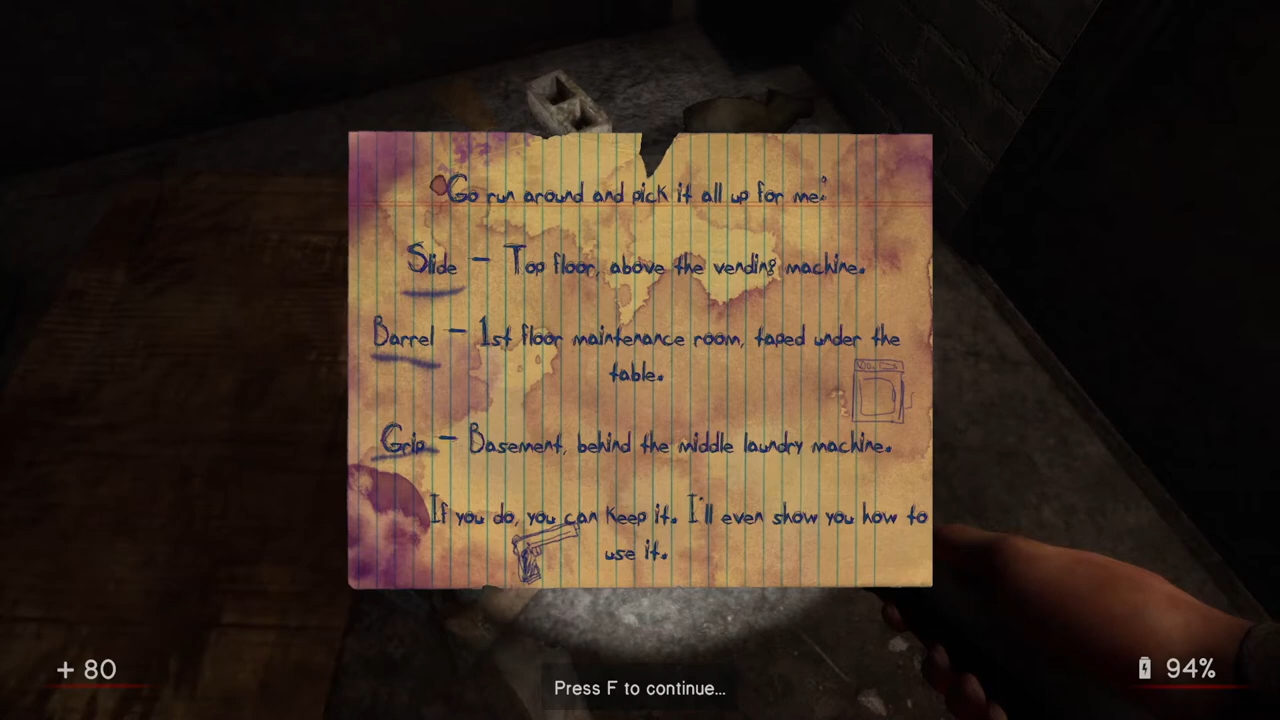 "Go run around and pick it all up for me."
Slide - Top floor, above the vending machine.
Barrel - 1st floor maintenance room, taped under the
table.
Grip - Basement, behind the middle laundry machine.
If you do, you can keep it. I'll even show you how to
use it.
+ 80
Press F to continue...
94%